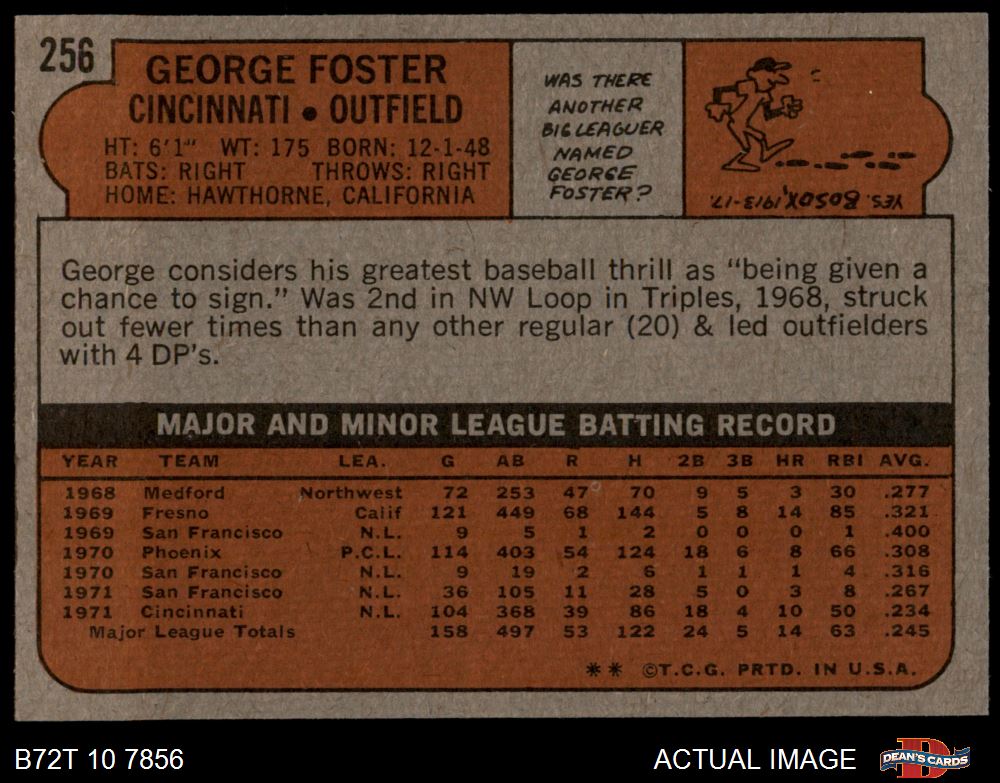 256
GEORGE FOSTER
CINCINNATI • OUTFIELD
HT: 6'1" WT: 175 BORN: 12-1-48
BATS: RIGHT THROWS: RIGHT
HOME: HAWTHORNE, CALIFORNIA
WAS THERE
ANOTHER
BIG LEAGUER
NAMED
GEORGE
FOSTER?
YES. BOSOX, 1913-17.
George considers his greatest baseball thrill as "being given a
chance to sign." Was 2nd in NW Loop in Triples, 1968, struck
out fewer times than any other regular (20) & led outfielders
with 4 DP's.
MAJOR AND MINOR LEAGUE BATTING RECORD
YEAR TEAM LEA. G AB R H 2B 3B HR RBI AVG.
1968 Medford Northwest 72 253 47 70 9 5 3 30 .277
1969 Fresno Calif 121 449 68 144 5 8 14 85 .321
1969 San Francisco N.L. 9 5 1 2 0 0 0 1 .400
1970 Phoenix P.C.L. 114 403 54 124 18 6 8 66 .308
1970 San Francisco N.L. 9 19 2 6 1 1 1 4 .316
1971 San Francisco N.L. 36 105 11 28 5 0 3 8 .267
1971 Cincinnati N.L. 104 368 39 86 18 4 10 50 .234
Major League Totals 158 497 53 122 24 5 14 63 .245
** ©T.C.G. PRTD. IN U.S.A.
B72T 10 7856
ACTUAL IMAGE
DEAN'S CARDS